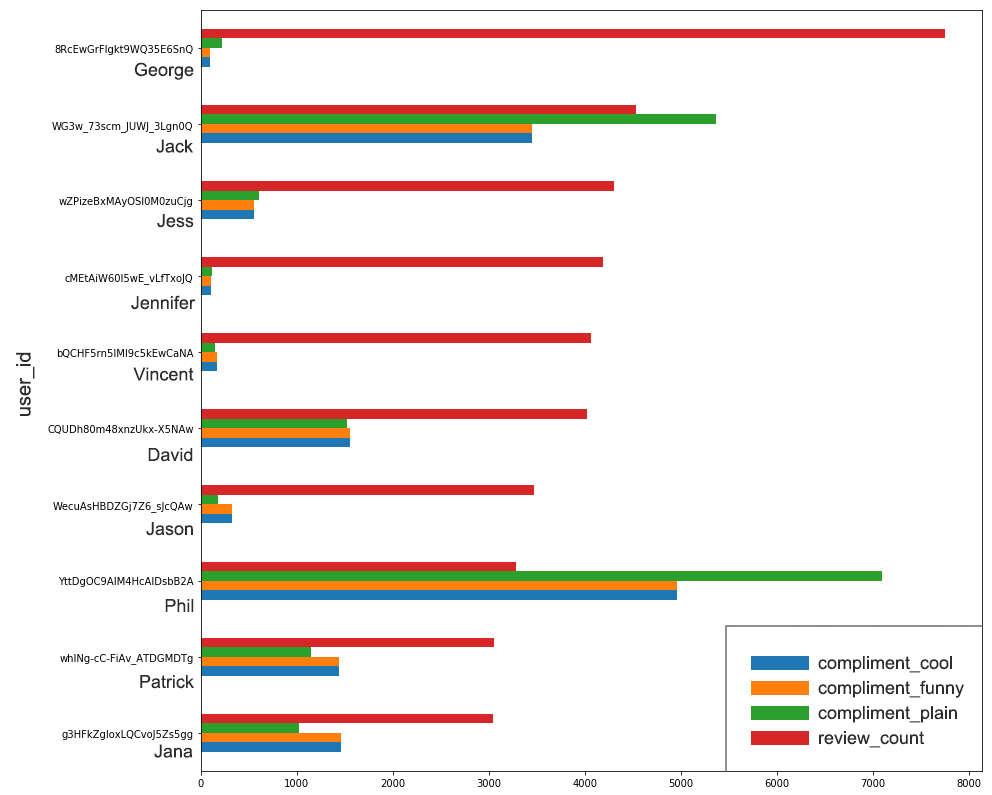 8RcEwGrFIgkt9WQ35E6SnQ
George
WG3w_73scm_JUWJ_3Lgn0Q
Jack
wZPizeBxMAyOSl0M0zuCjg
Jess
cMEtAiW60I5wE_vLfTxoJQ
Jennifer
bQCHF5rn5lMI9c5kEwCaNA
Vincent
CQUDh80m48xnzUkx-X5NAw
David
WecuAsHBDZGj7Z6_sJcQAw
Jason
YttDgOC9AlM4HcAlDsbB2A
Phil
whINg-cC-FiAv_ATDGMDTg
Patrick
g3HFkZgloxLQCvoJ5Zs5gg
Jana
user_id
0 1000 2000 3000 4000 5000 6000 7000 8000
compliment_cool
compliment_funny
compliment_plain
review_count